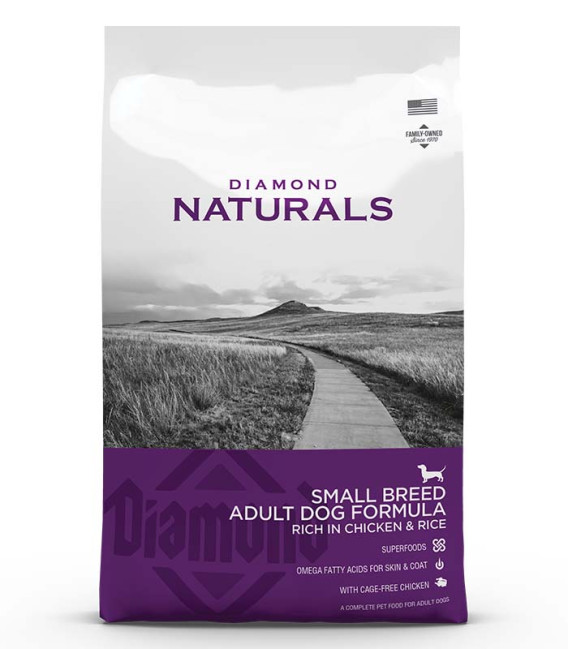 FAMILY-OWNED
Since 1970
DIAMOND
NATURALS
Diamond
SMALL BREED
ADULT DOG FORMULA
RICH IN CHICKEN & RICE
SUPERFOODS
OMEGA FATTY ACIDS FOR SKIN & COAT
WITH CAGE-FREE CHICKEN
A COMPLETE PET FOOD FOR ADULT DOGS